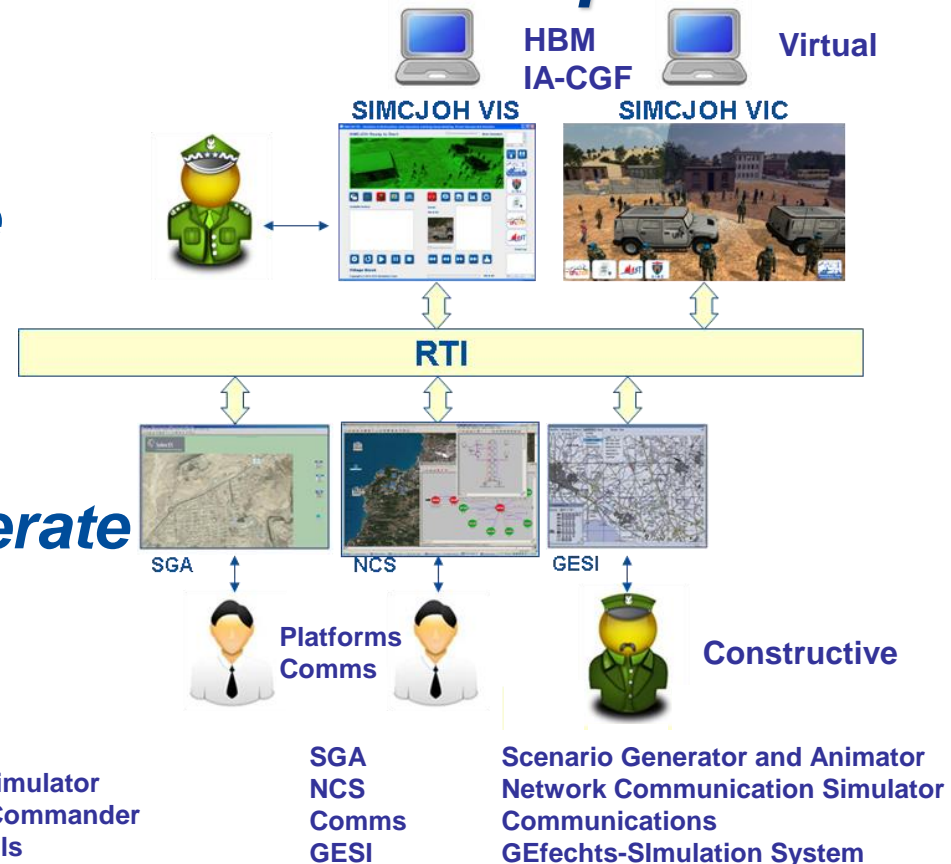 HBM
IA-CGF
Virtual
SIMCJOH VIS
SIMCJOH VIC
RTI
erate
SGA
NCS
GESI
Platforms
Comms
Constructive
imulator
Commander
ls
SGA Scenario Generator and Animator
NCS Network Communication Simulator
Comms Communications
GESI GEfechts-SImulation System